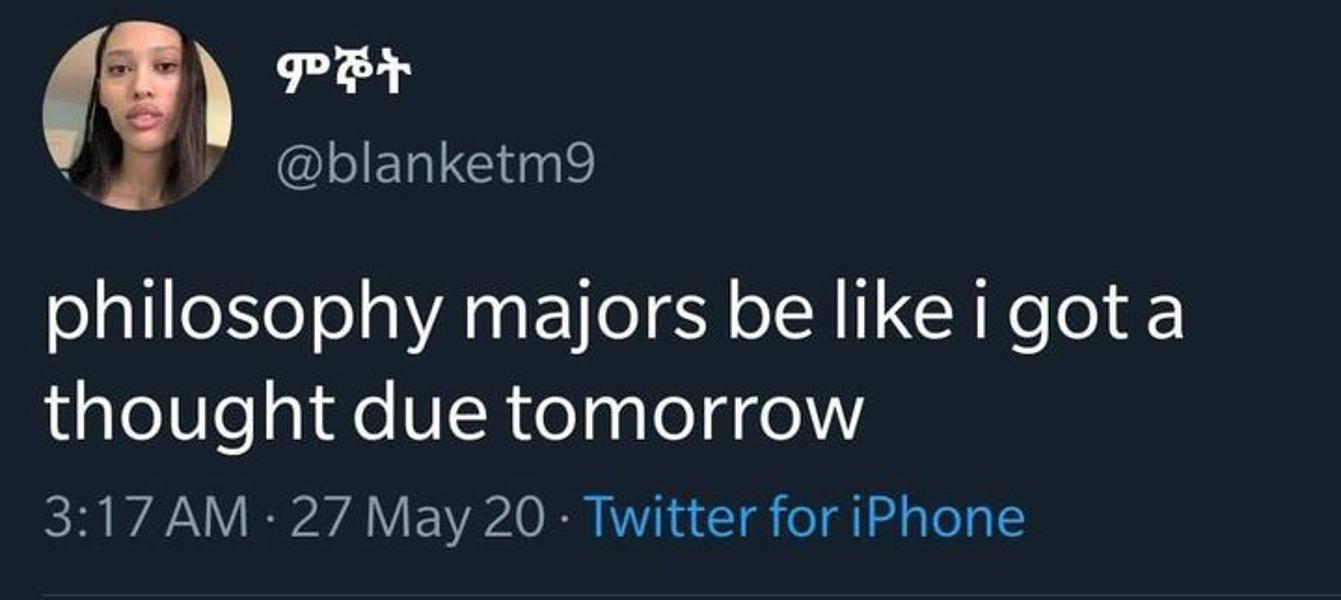 ምኞት
@blanketm9
philosophy majors be like i got a
thought due tomorrow
3:17 AM · 27 May 20 · Twitter for iPhone